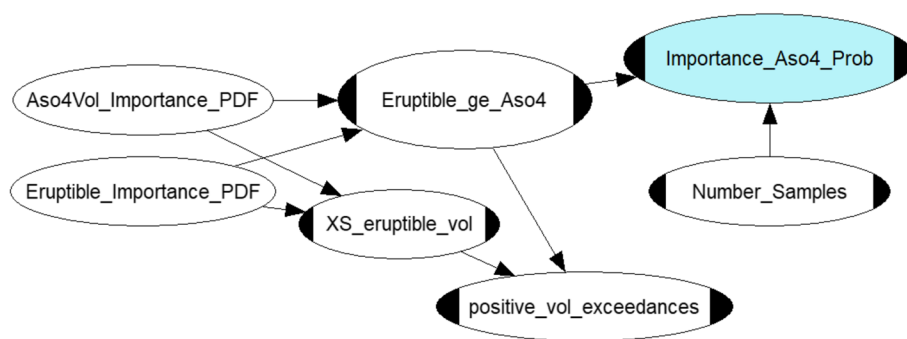 Importance_Aso4_Prob
Aso4Vol_Importance_PDF
Eruptible_ge_Aso4
Eruptible_Importance_PDF
Number_Samples
XS_eruptible_vol
positive_vol_exceedances